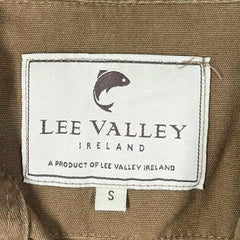 LEE VALLEY
IRELAND
A PRODUCT OF LEE VALLEY IRELAND
S